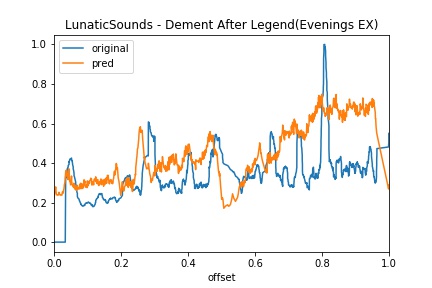 LunaticSounds - Dement After Legend(Evenings EX)
original
pred
1.0
0.8
0.6
0.4
0.2
0.0
0.0 0.2 0.4 0.6 0.8 1.0
offset